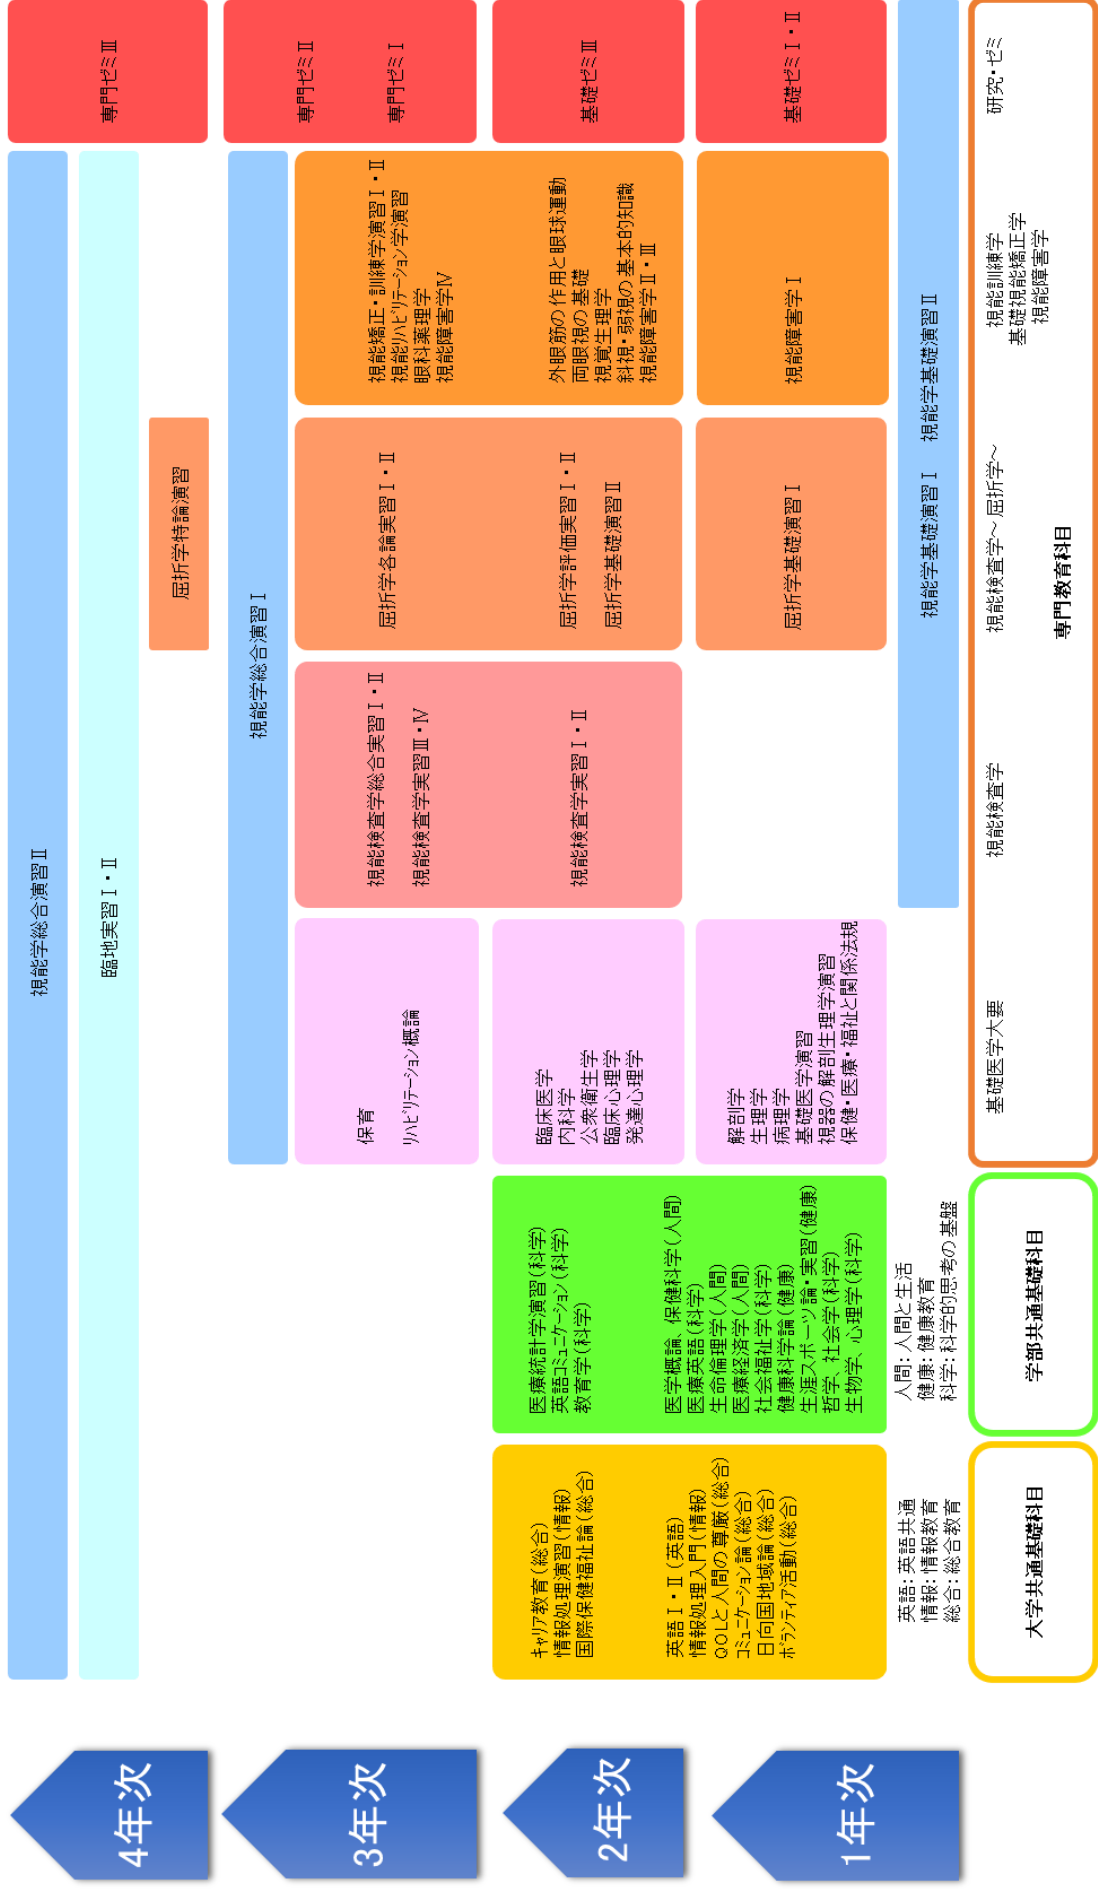 4年次
3年次
2年次
1年次
視能学総合演習Ⅱ
臨地実習Ⅰ・Ⅱ
屈折学特論演習
専門ゼミⅢ
視能学総合演習Ⅰ
保育
リハビリテーション概論
視能検査学総合実習Ⅰ・Ⅱ
視能検査学実習Ⅲ・Ⅳ
屈折学各論実習Ⅰ・Ⅱ
視能矯正・訓練学演習Ⅰ・Ⅱ
視能リハビリテーション学演習
眼科薬理学
視能障害学Ⅳ
専門ゼミⅡ
専門ゼミⅠ
キャリア教育(総合)
情報処理演習(情報)
国際保健福祉論(総合)
医療統計学演習(科学)
英語コミュニケーション(科学)
教育学(科学)
臨床医学
内科学
公衆衛生学
臨床心理学
発達心理学
視能検査学実習Ⅰ・Ⅱ
屈折学評価実習Ⅰ・Ⅱ
屈折学基礎演習Ⅱ
外眼筋の作用と眼球運動
両眼視の基礎
視覚生理学
斜視・弱視の基本的知識
視能障害学Ⅱ・Ⅲ
基礎ゼミⅢ
英語Ⅰ・Ⅱ(英語)
情報処理入門(情報)
QOLと人間の尊厳(総合)
コミュニケーション論(総合)
日向国地域論(総合)
ボランティア活動(総合)
医学概論、保健科学(人間)
医療英語(科学)
生命倫理学(人間)
医療経済学(人間)
社会福祉学(科学)
健康科学論(健康)
生涯スポーツ論・実習(健康)
哲学、社会学(科学)
生物学、心理学(科学)
解剖学
生理学
病理学
基礎医学演習
視器の解剖生理学演習
保健・医療・福祉と関係法規
屈折学基礎演習Ⅰ
視能障害学Ⅰ
基礎ゼミⅠ・Ⅱ
視能学基礎演習Ⅰ
視能学基礎演習Ⅱ
英語:英語共通
情報:情報教育
総合:総合教育
人間:人間と生活
健康:健康教育
科学:科学的思考の基盤
大学共通基礎科目
学部共通基礎科目
基礎医学大要
視能検査学
視能検査学～屈折学～
視能訓練学
基礎視能矯正学
視能障害学
研究・ゼミ
専門教育科目